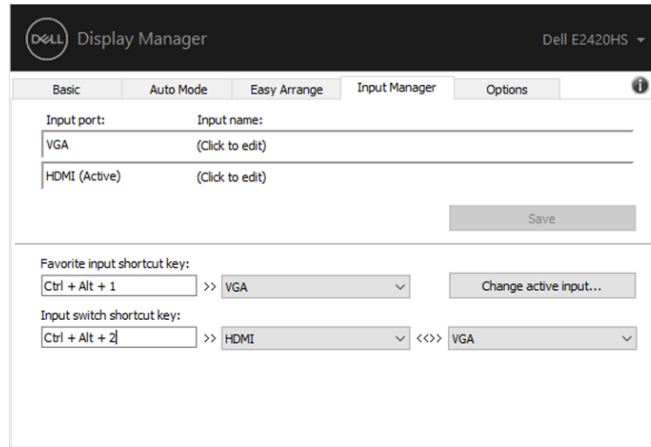 DELL Display Manager Dell E2420HS
Basic Auto Mode Easy Arrange Input Manager Options
Input port: Input name:
VGA (Click to edit)
HDMI (Active) (Click to edit)
Save
Favorite input shortcut key:
Ctrl + Alt + 1 >> VGA Change active input...
Input switch shortcut key:
Ctrl + Alt + 2 >> HDMI <<>> VGA